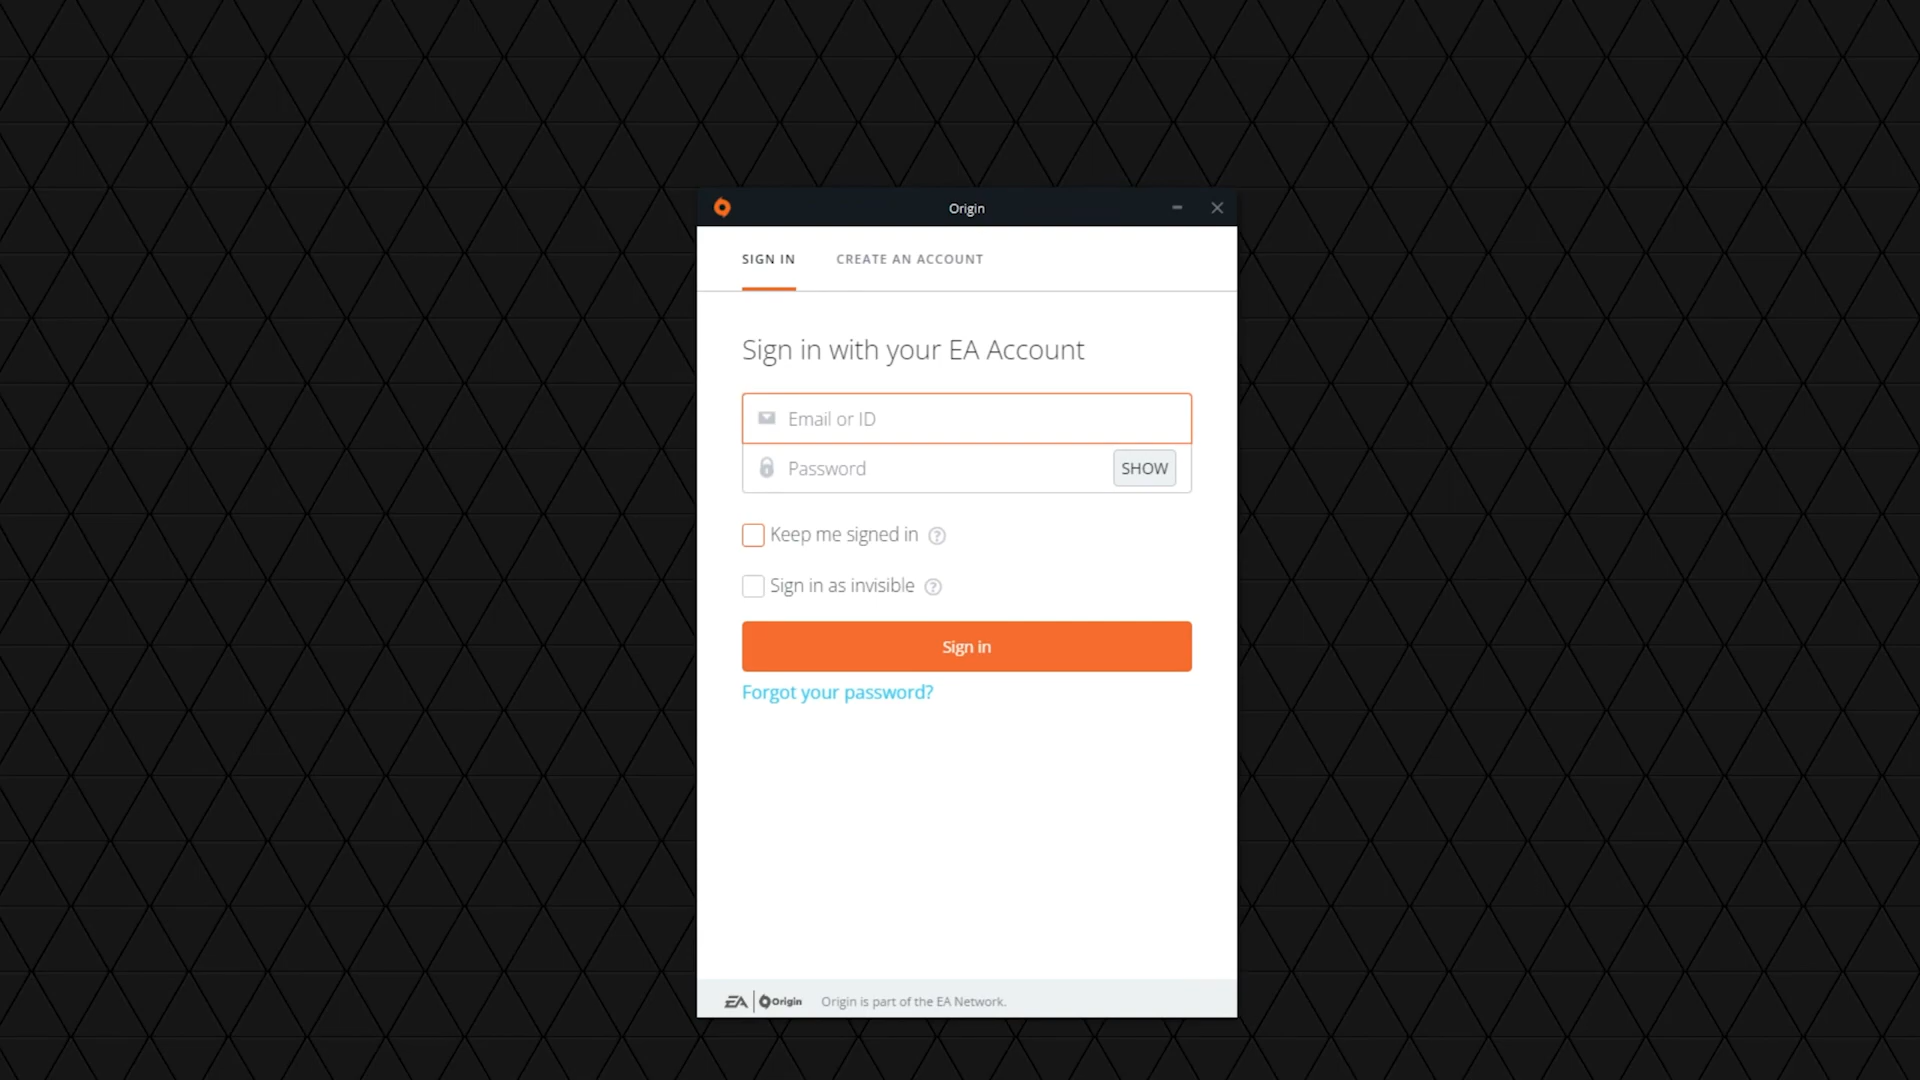 Origin
SIGN IN CREATE AN ACCOUNT
Sign in with your EA Account
Email or ID
Password SHOW
Keep me signed in ?
Sign in as invisible ?
Sign in
Forgot your password?
EA Origin Origin is part of the EA Network.